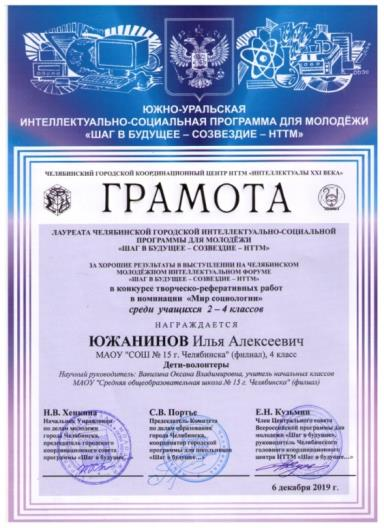 ЮЖНО-УРАЛЬСКАЯ
ИНТЕЛЛЕКТУАЛЬНО-СОЦИАЛЬНАЯ ПРОГРАММА ДЛЯ МОЛОДЁЖИ
«ШАГ В БУДУЩЕЕ – СОЗВЕЗДИЕ – НТТМ»
ЧЕЛЯБИНСКИЙ ГОРОДСКОЙ КООРДИНАЦИОННЫЙ ЦЕНТР НТТМ «ИНТЕЛЛЕКТУАЛЫ XXI ВЕКА»
ГРАМОТА
ЛАУРЕАТА ЧЕЛЯБИНСКОЙ ГОРОДСКОЙ ИНТЕЛЛЕКТУАЛЬНО-СОЦИАЛЬНОЙ
ПРОГРАММЫ ДЛЯ МОЛОДЁЖИ
«ШАГ В БУДУЩЕЕ – СОЗВЕЗДИЕ – НТТМ»
ЗА ХОРОШИЕ РЕЗУЛЬТАТЫ В ВЫСТУПЛЕНИИ НА ЧЕЛЯБИНСКОМ
МОЛОДЁЖНОМ ИНТЕЛЛЕКТУАЛЬНОМ ФОРУМЕ
«ШАГ В БУДУЩЕЕ – СОЗВЕЗДИЕ – НТТМ»
в конкурсе творческо-реферативных работ
в номинации «Мир социологии»
среди учащихся 2 – 4 классов
НАГРАЖДАЕТСЯ
ЮЖАНИНОВ Илья Алексеевич
МАОУ "СОШ № 15 г. Челябинска" (филиал), 4 класс
Дети-волонтеры
Научный руководитель: Вавилина Оксана Владимировна, учитель начальных классов
МАОУ "Средняя общеобразовательная школа № 15 г. Челябинска" (филиал)
Н.В. Хенкина
Начальник Управления
по делам молодежи
города Челябинска,
председатель городского
координационного совета
программы «Шаг в будущее»
С.В. Портье
Председатель Комитета
по делам образования
города Челябинска,
координатор городской
программы для школьников
«Шаг в будущее…»
Е.Н. Кузьмин
Член Центрального совета
Всероссийской программы для
молодежи «Шаг в будущее»,
руководитель Челябинского
головного координационного
центра НТТМ «Шаг в будущее…»
6 декабря 2019 г.